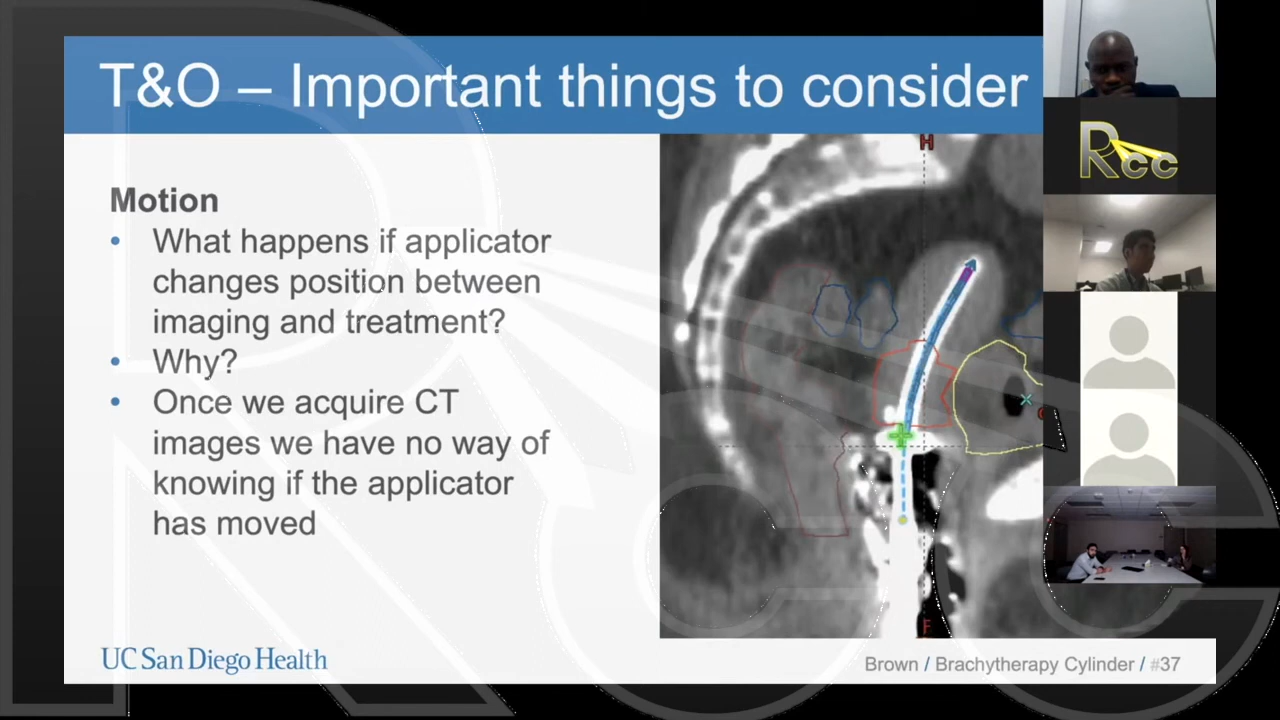 T&O – Important things to consider
Motion
• What happens if applicator
changes position between
imaging and treatment?
• Why?
• Once we acquire CT
images we have no way of
knowing if the applicator
has moved
H
F
Rcc
UC San Diego Health
Brown / Brachytherapy Cylinder / #37